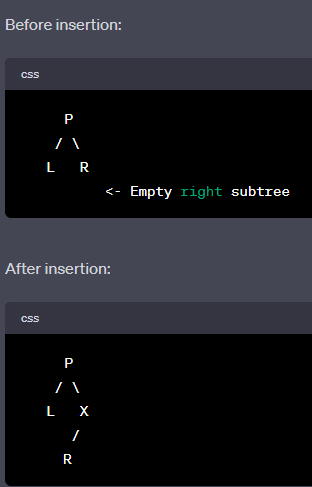 Before insertion:
css
P
/ \
L   R
<- Empty right subtree
After insertion:
css
P
/ \
L   X
/
R